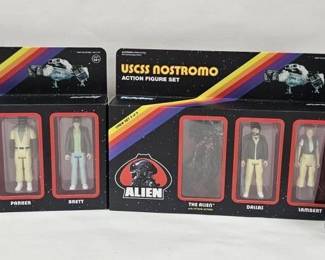 USCSS NOSTROMO
ACTION FIGURE SET
PARKER
BRETT
ALIEN
THE ALIEN
DALLAS
LAMBERT